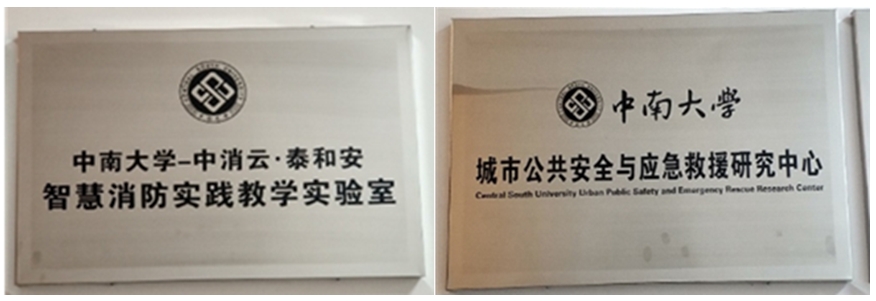 中南大学-中消云·泰和安
智慧消防实践教学实验室
中南大学
城市公共安全与应急救援研究中心
Central South University Urban Public Safety and Emergency Rescue Research Center